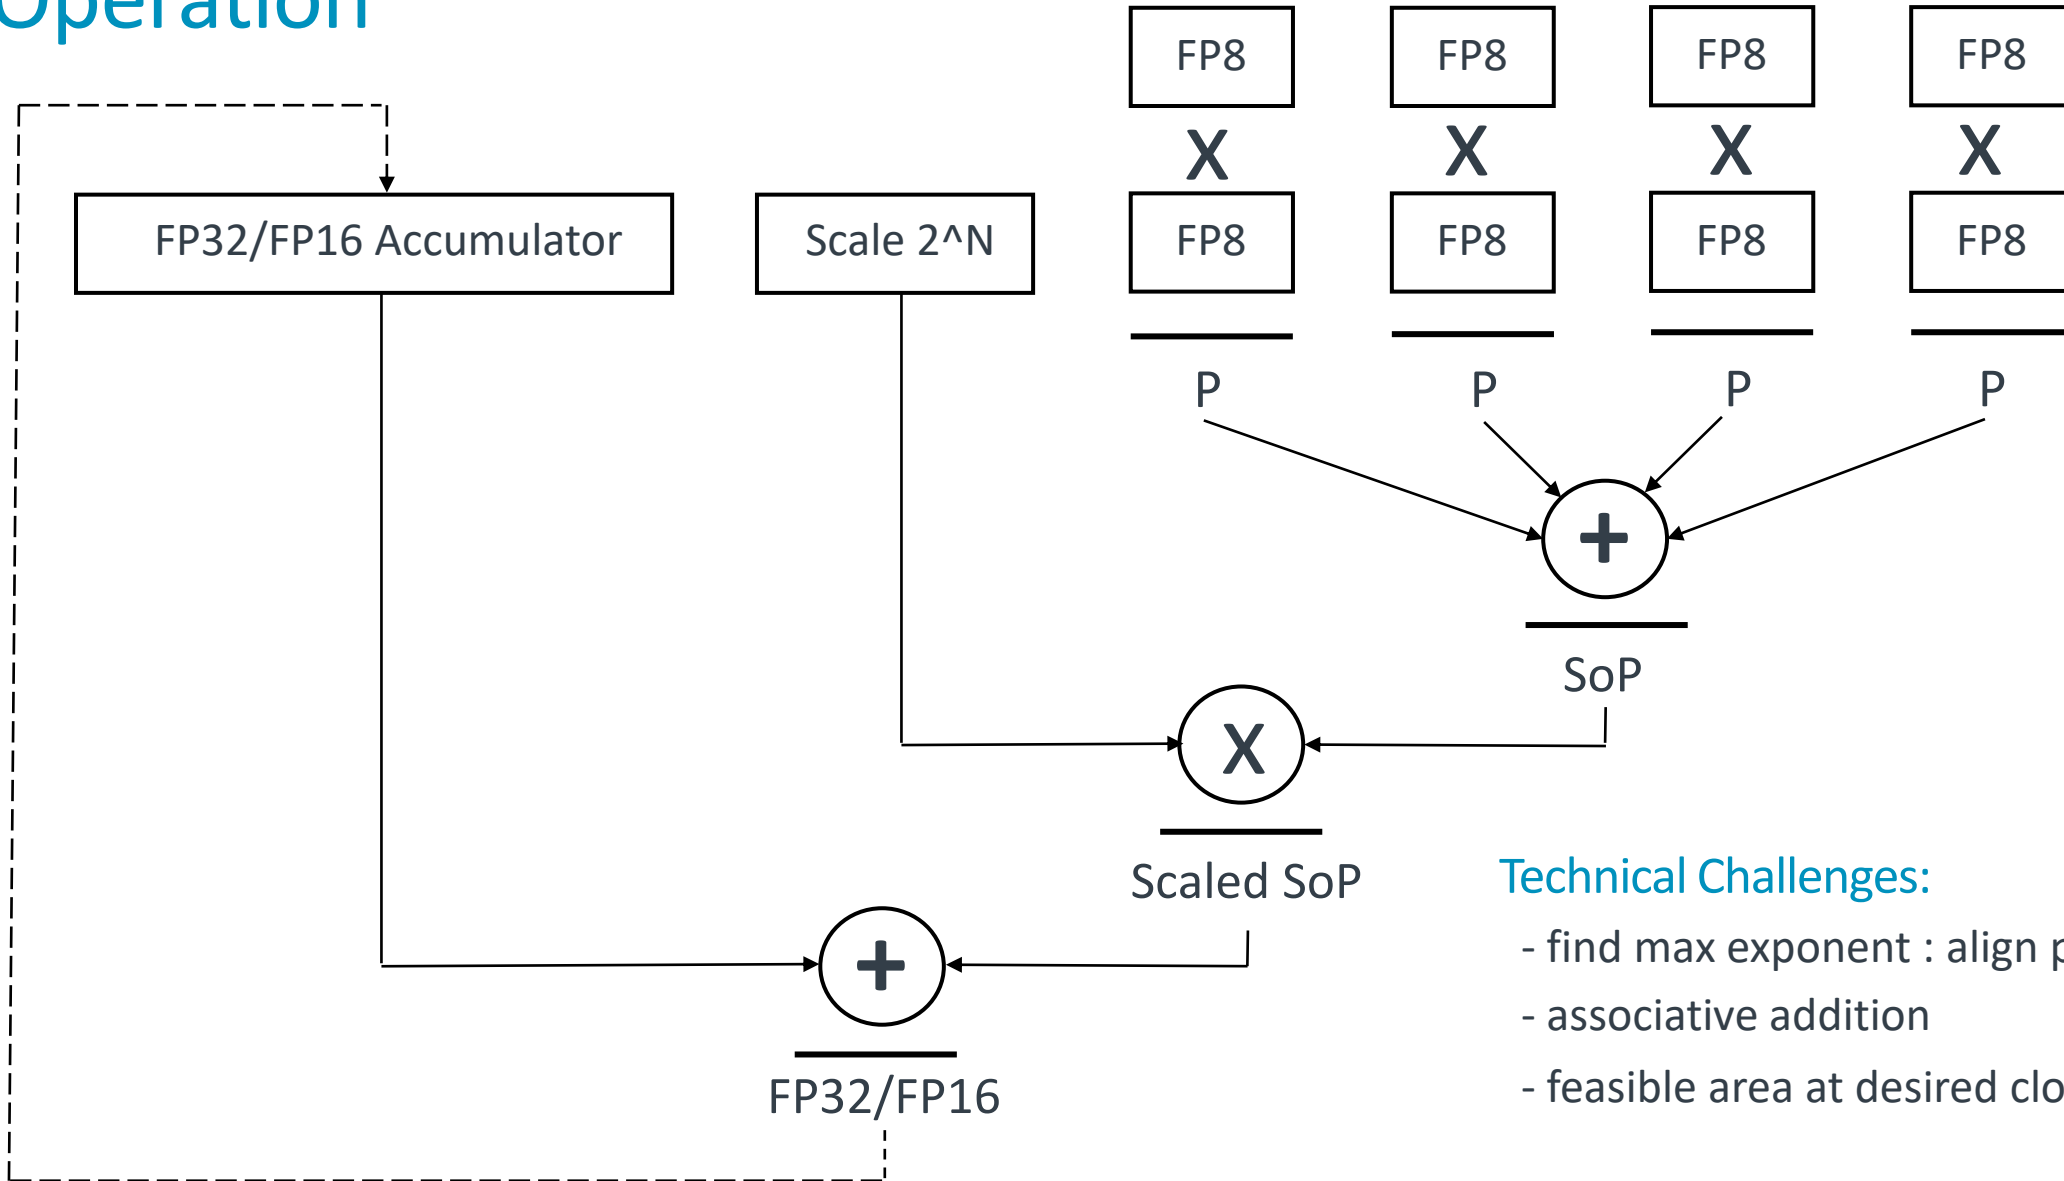 Operation
FP8 FP8 FP8 FP8
X X X X
FP32/FP16 Accumulator Scale 2^N FP8 FP8 FP8 FP8
P P P P
+
SoP
X
Scaled SoP
+
FP32/FP16
Technical Challenges:
- find max exponent : align
- associative addition
- feasible area at desired